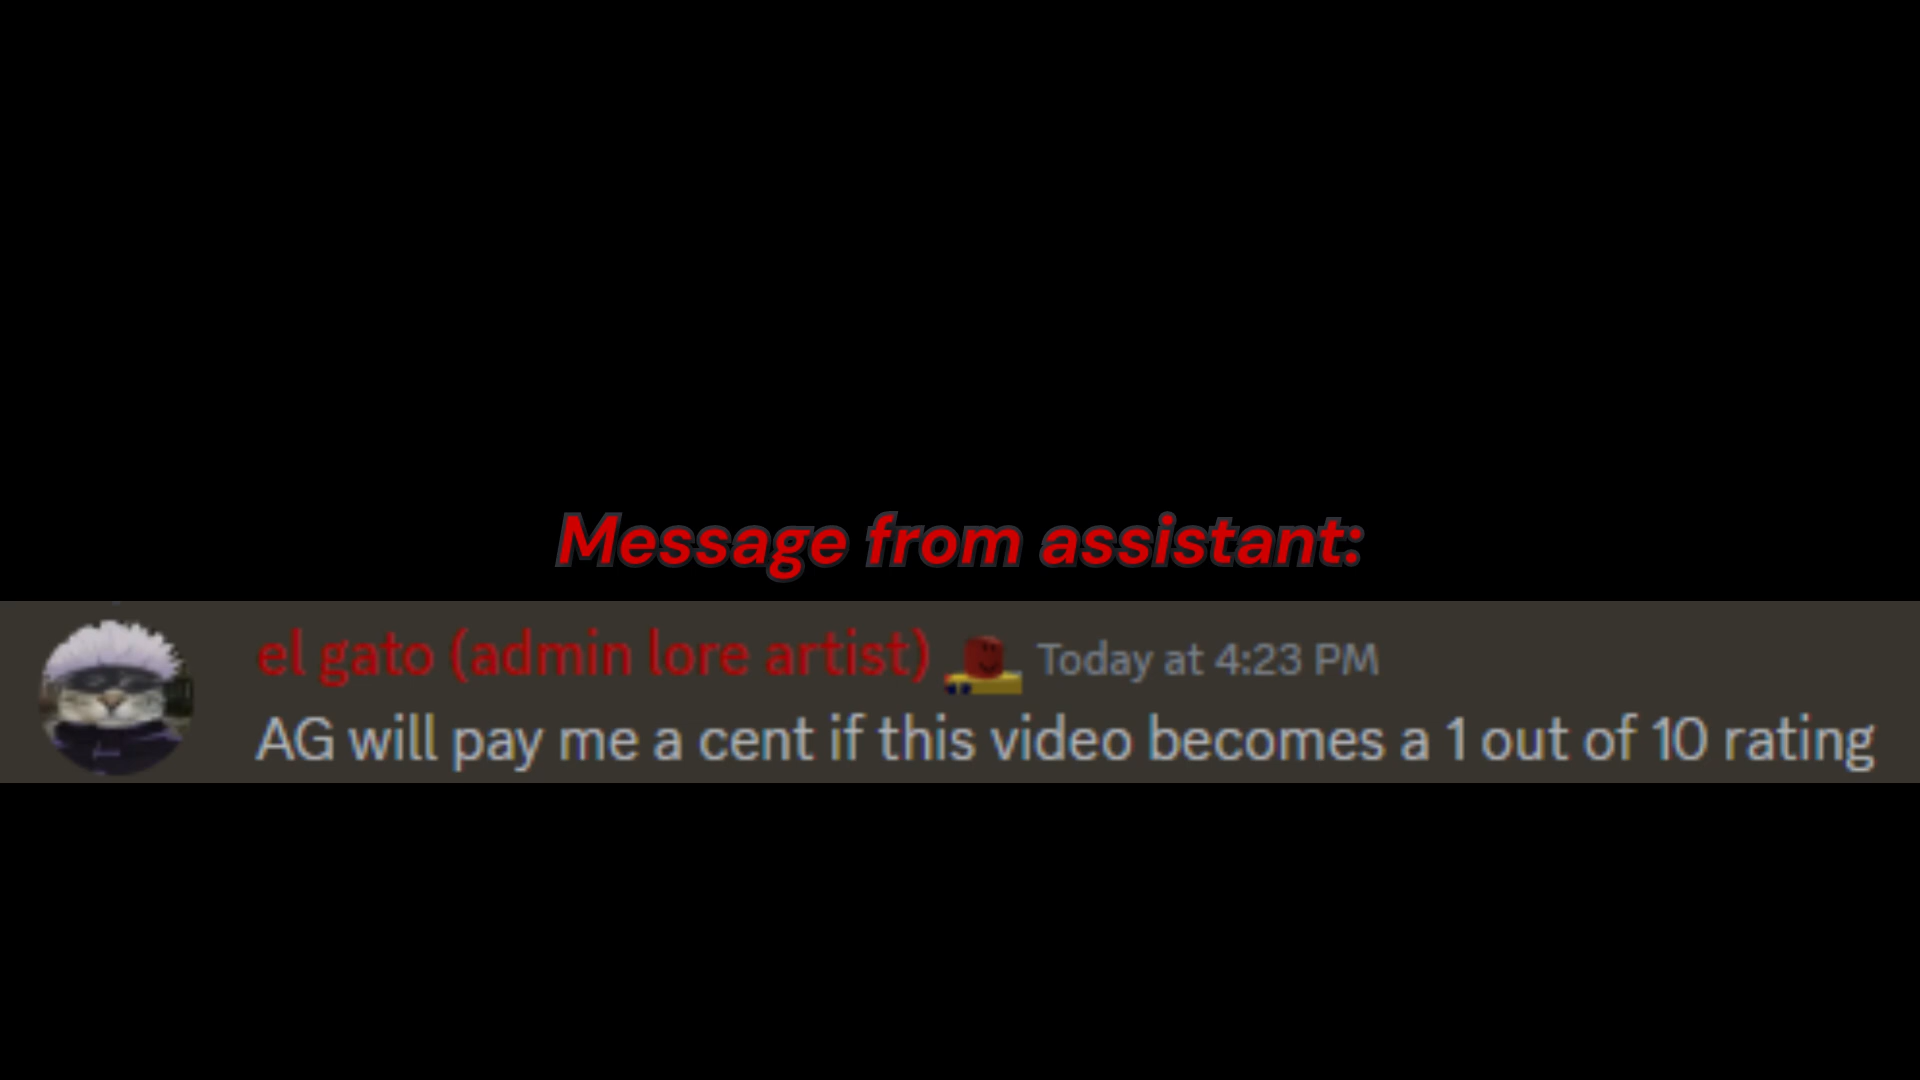 Message from assistant:
el gato (admin lore artist) Today at 4:23 PM
AG will pay me a cent if this video becomes a 1 out of 10 rating